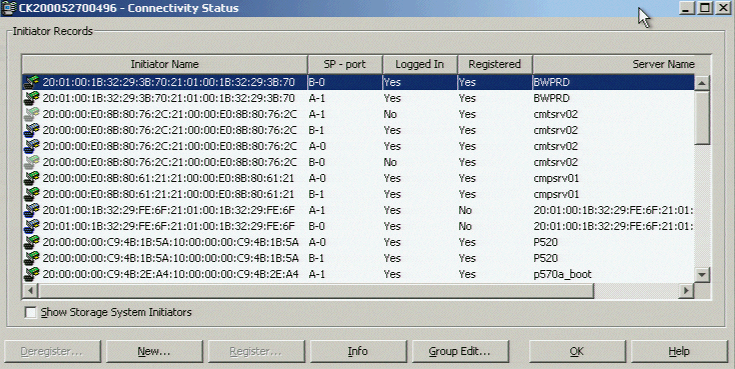 CK200052700496 - Connectivity Status
Initiator Records
Initiator Name SP - port Logged In Registered Server Name
20:01:00:1B:32:29:3B:70:21:01:00:1B:32:29:3B:70 B-0 Yes Yes BWPRD
20:01:00:1B:32:29:3B:70:21:01:00:1B:32:29:3B:70 A-1 Yes Yes BWPRD
20:00:00:E0:8B:80:76:2C:21:00:00:E0:8B:80:76:2C A-1 No Yes cmtsrv02
20:00:00:E0:8B:80:76:2C:21:00:00:E0:8B:80:76:2C B-1 Yes Yes cmtsrv02
20:00:00:E0:8B:80:76:2C:21:00:00:E0:8B:80:76:2C A-0 Yes Yes cmtsrv02
20:00:00:E0:8B:80:76:2C:21:00:00:E0:8B:80:76:2C B-0 No Yes cmtsrv02
20:00:00:E0:8B:80:61:21:21:00:00:E0:8B:80:61:21 A-0 Yes Yes cmpsrv01
20:00:00:E0:8B:80:61:21:21:00:00:E0:8B:80:61:21 B-1 Yes Yes cmpsrv01
20:01:00:1B:32:29:FE:6F:21:01:00:1B:32:29:FE:6F A-1 Yes No 20:01:00:1B:32:29:FE:6F:21:01:
20:01:00:1B:32:29:FE:6F:21:01:00:1B:32:29:FE:6F B-0 Yes No 20:01:00:1B:32:29:FE:6F:21:01:
20:00:00:00:C9:4B:1B:5A:10:00:00:00:C9:4B:1B:5A A-0 Yes Yes P520
20:00:00:00:C9:4B:1B:5A:10:00:00:00:C9:4B:1B:5A B-1 Yes Yes P520
20:00:00:00:C9:4B:2E:A4:10:00:00:00:C9:4B:2E:A4 A-1 Yes Yes p570a_boot
Show Storage System Initiators
Deregister... New... Register... Info Group Edit... OK Help